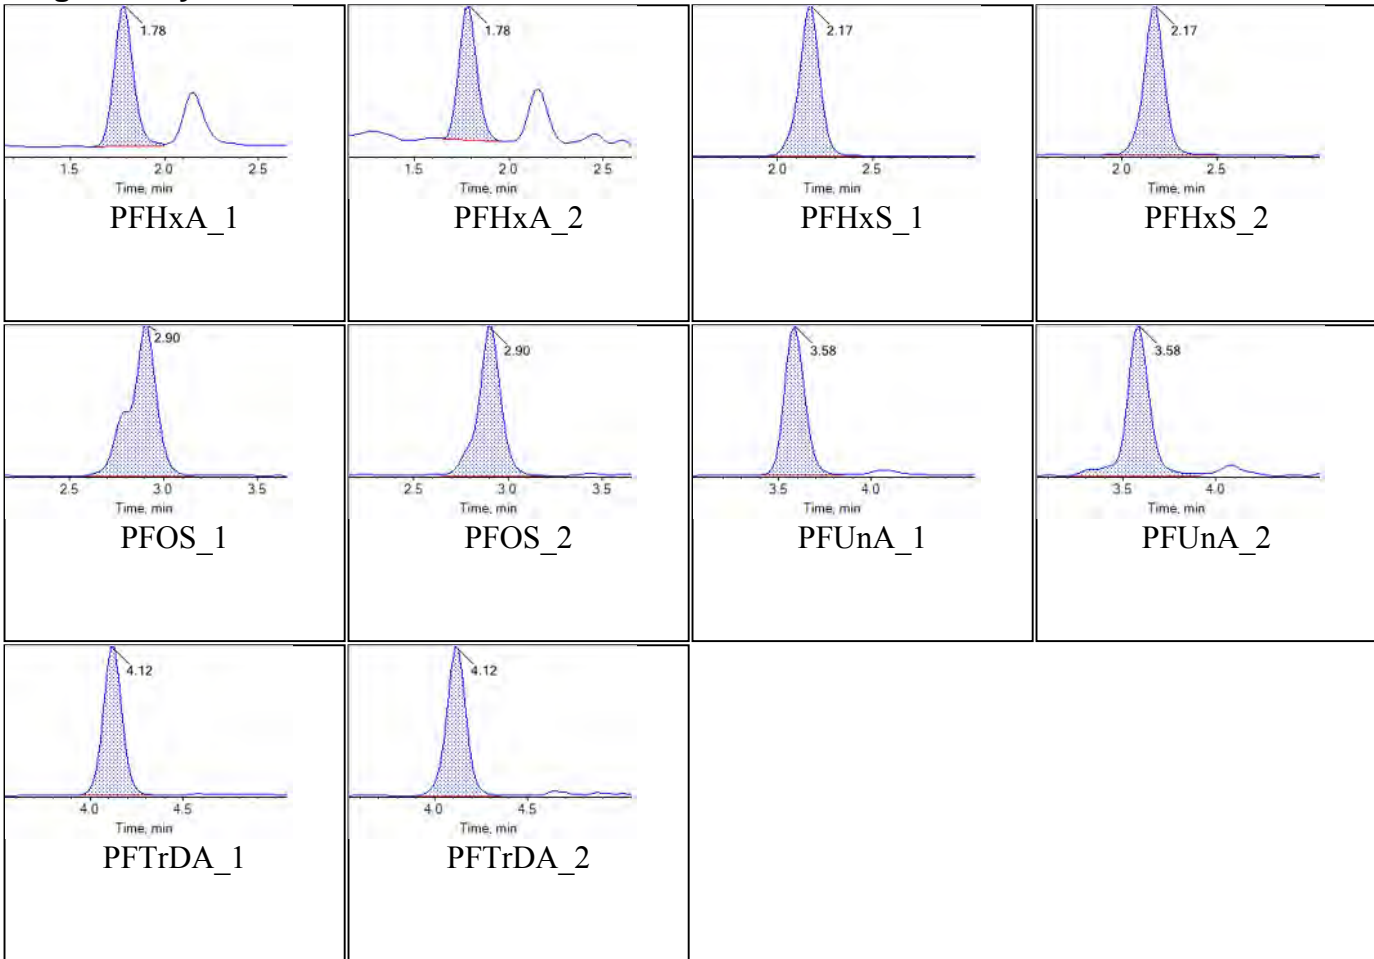 1.78 1.78 2.17 2.17
1.5 2.0 2.5 1.5 2.0 2.5 2.0 2.5 2.0 2.5
Time, min Time, min Time, min Time, min
PFHxA_1 PFHxA_2 PFHxS_1 PFHxS_2
2.90 2.90 3.58 3.58
2.5 3.0 3.5 2.5 3.0 3.5 3.5 4.0 3.5 4.0
Time, min Time, min Time, min Time, min
PFOS_1 PFOS_2 PFUnA_1 PFUnA_2
4.12 4.12
4.0 4.5 4.0 4.5
Time, min Time, min
PFTrDA_1 PFTrDA_2